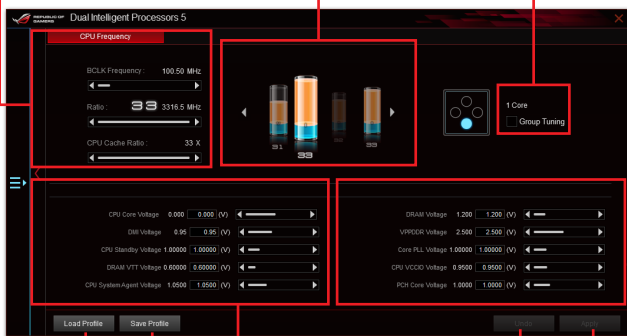 REPUBLIC OF GAMERS Dual Intelligent Processors 5
CPU Frequency
BCLK Frequency : 100.50 MHz
Ratio : 33 3316.5 MHz
CPU Cache Ratio : 33 X
31 33 33
1 Core
Group Tuning
CPU Core Voltage 0.000 0.000 (V)
DMI Voltage 0.95 0.95 (V)
CPU Standby Voltage 1.00000 1.00000 (V)
DRAM VTT Voltage 0.60000 0.60000 (V)
CPU System Agent Voltage 1.0500 1.0500 (V)
DRAM Voltage 1.200 1.200 (V)
VPPDDR Voltage 2.500 2.500 (V)
Core PLL Voltage 1.00000 1.00000 (V)
CPU VCCIO Voltage 0.9500 0.9500 (V)
PCH Core Voltage 1.0000 1.0000 (V)
Load Profile Save Profile Undo Apply